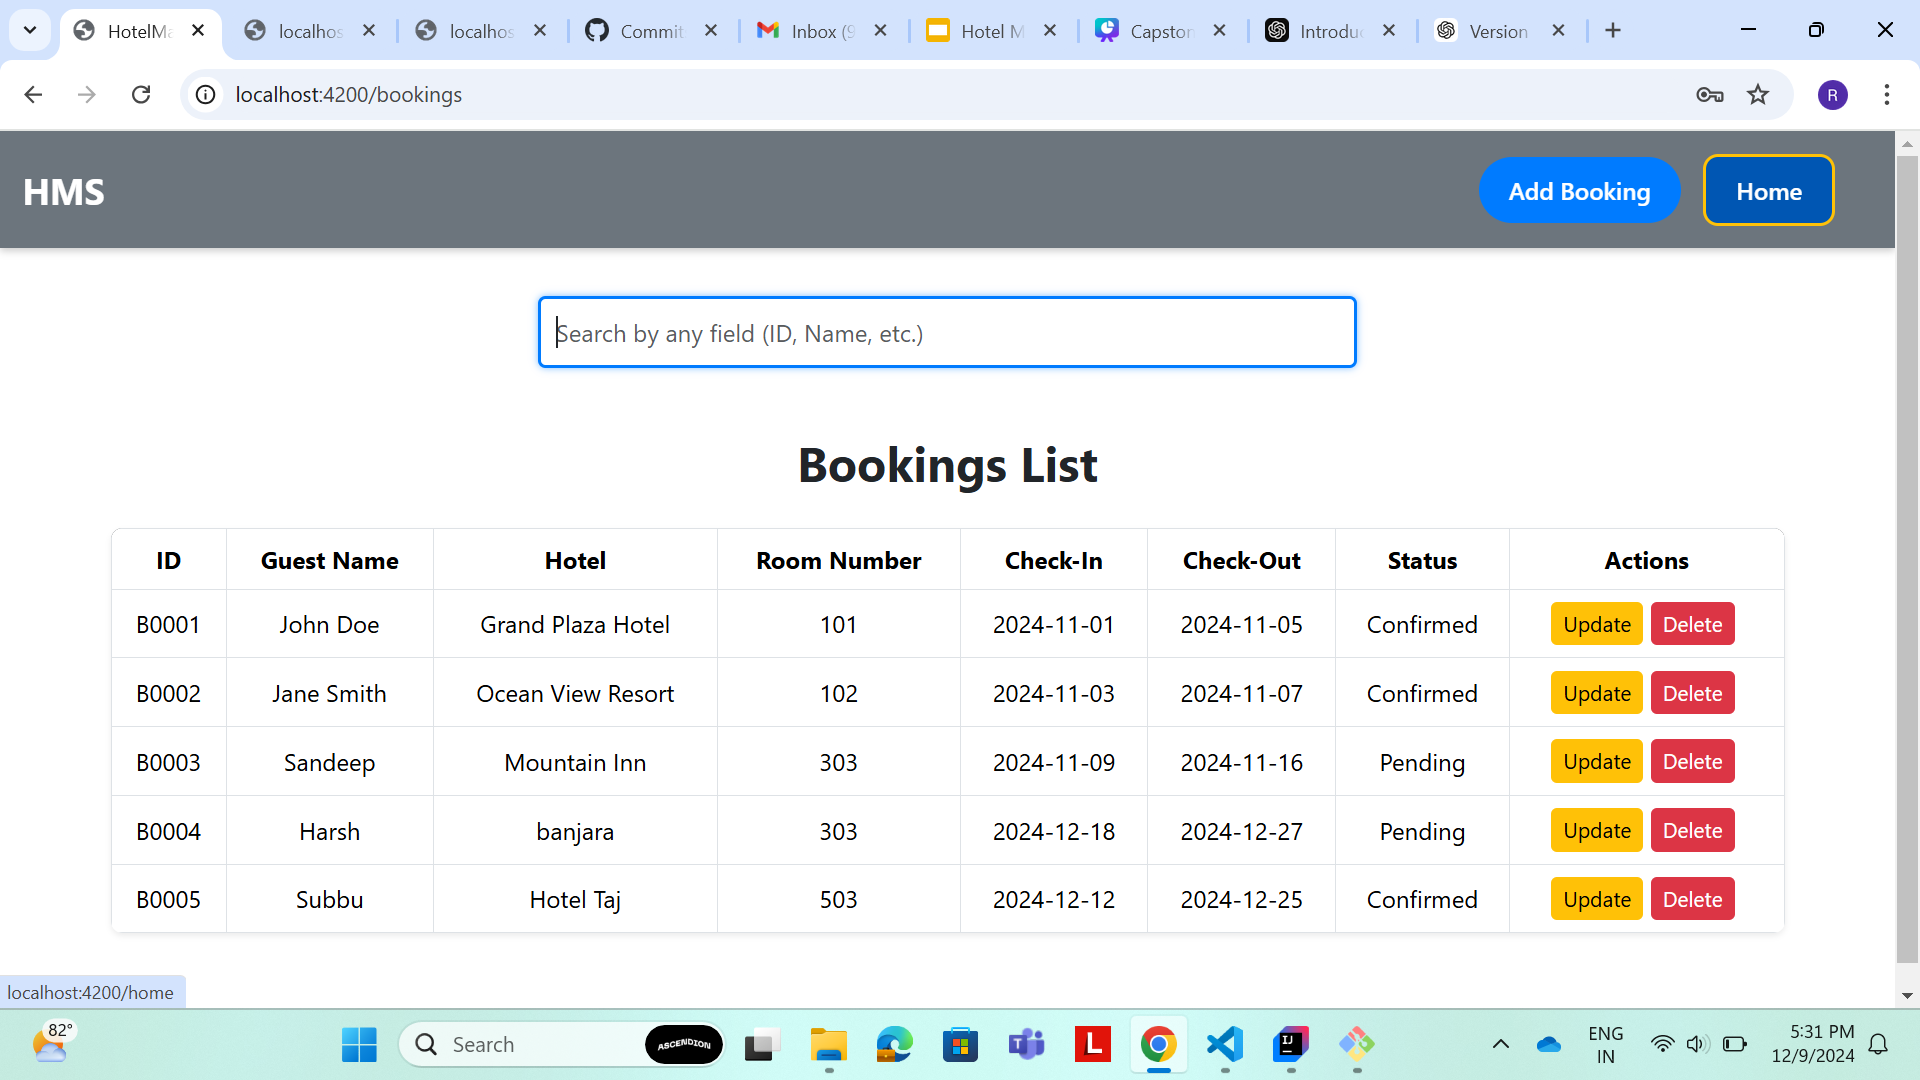 HotelMa
localhos
localhos
Commit
Inbox (9
Hotel M
Capston
Introduc
Version
localhost:4200/bookings
R
HMS
Add Booking
Home
Search by any field (ID, Name, etc.)
Bookings List
ID Guest Name Hotel Room Number Check-In Check-Out Status Actions
B0001 John Doe Grand Plaza Hotel 101 2024-11-01 2024-11-05 Confirmed Update Delete
B0002 Jane Smith Ocean View Resort 102 2024-11-03 2024-11-07 Confirmed Update Delete
B0003 Sandeep Mountain Inn 303 2024-11-09 2024-11-16 Pending Update Delete
B0004 Harsh banjara 303 2024-12-18 2024-12-27 Pending Update Delete
B0005 Subbu Hotel Taj 503 2024-12-12 2024-12-25 Confirmed Update Delete
localhost:4200/home
82°
Search
ASCENDION
T
L
IJ
ENG
IN
5:31 PM
12/9/2024